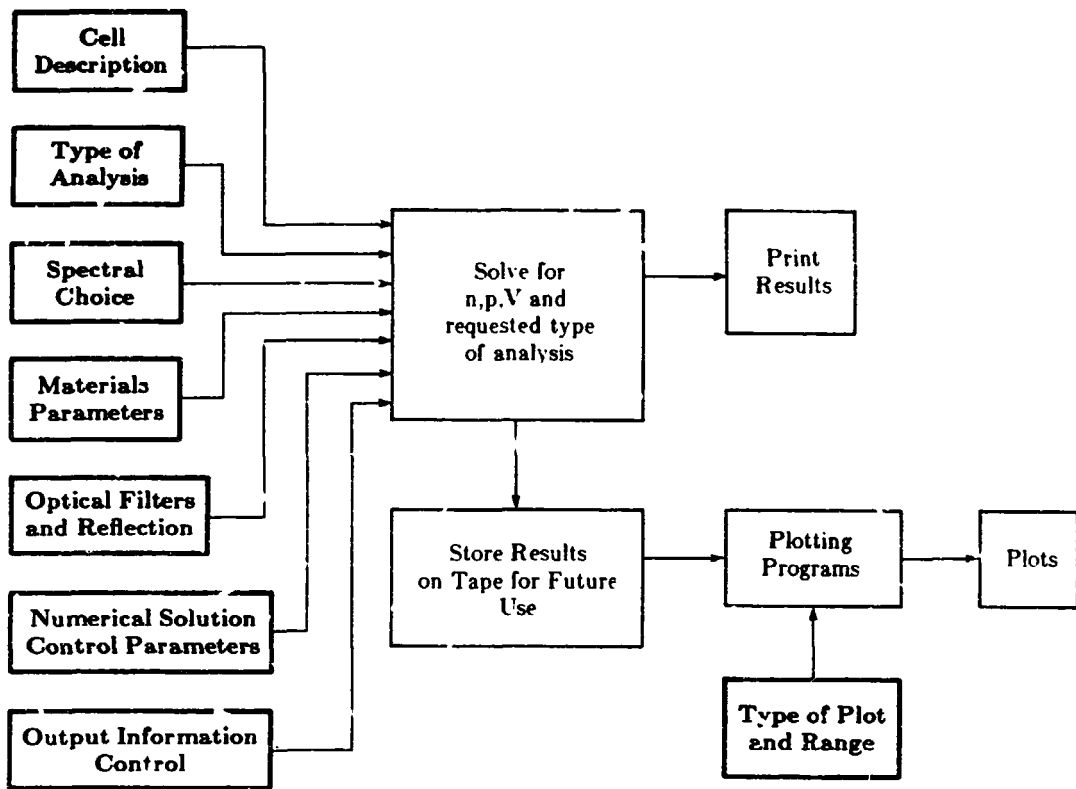 Cell
Description
Type of
Analysis
Spectral
Choice
Materials
Parameters
Optical Filters
and Reflection
Numerical Solution
Control Parameters
Output Information
Control
Solve for
n,p,V and
requested type
of analysis
Print
Results
Store Results
on Tape for Future
Use
Plotting
Programs
Plots
Type of Plot
and Range